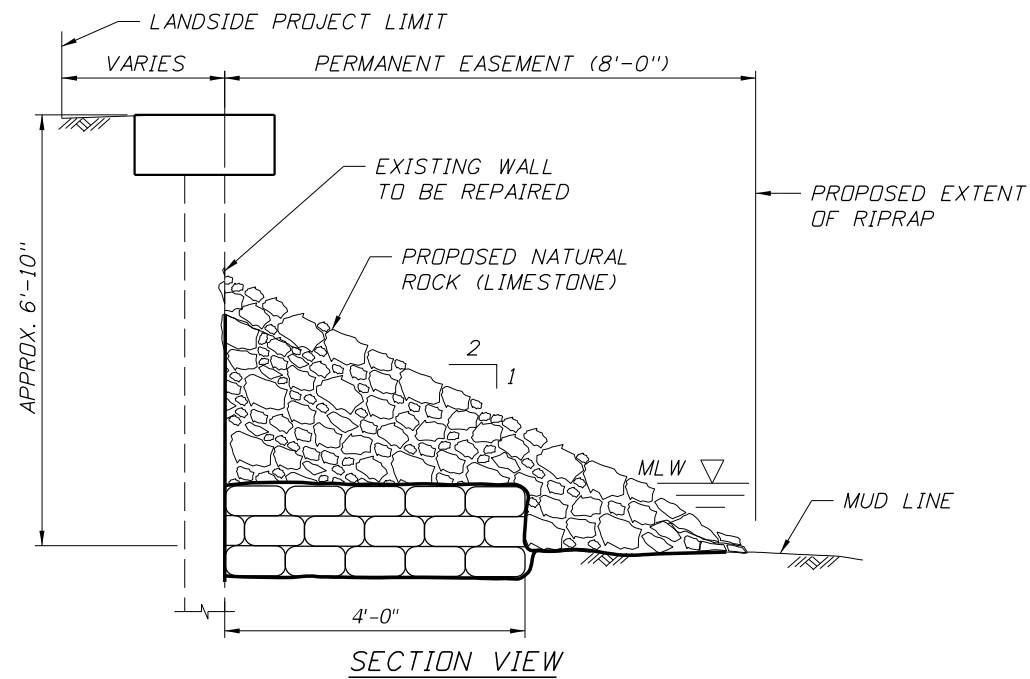 LANDSIDE PROJECT LIMIT
VARIES
PERMANENT EASEMENT (8'-0")
EXISTING WALL
TO BE REPAIRED
PROPOSED EXTENT
OF RIPRAP
PROPOSED NATURAL
ROCK (LIMESTONE)
APPROX. 6'-10"
2
1
MLW
MUD LINE
4'-0"
SECTION VIEW